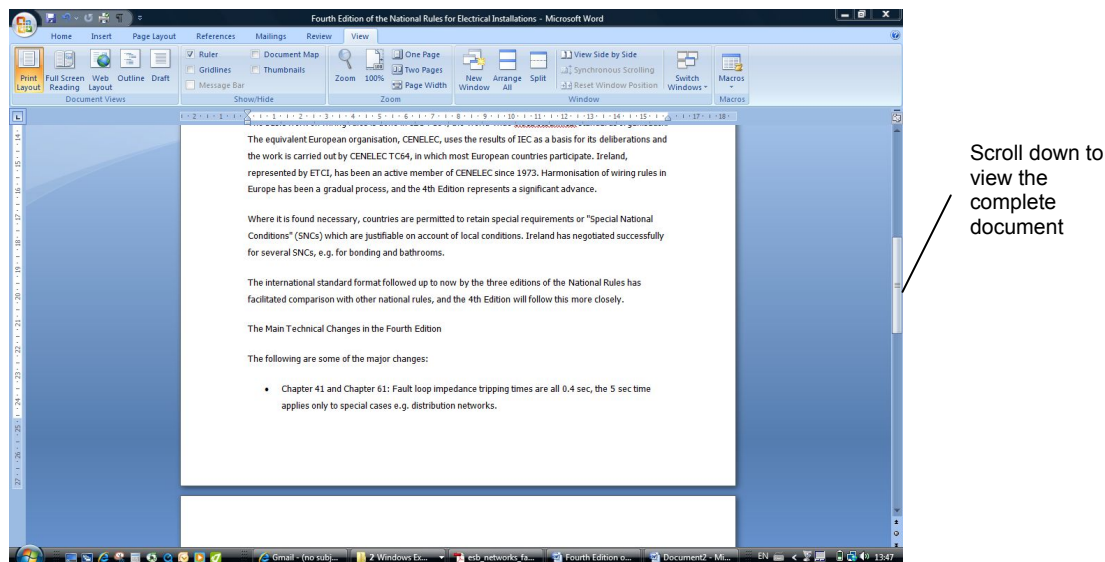 Fourth Edition of the National Rules for Electrical Installations - Microsoft Word
Home Insert Page Layout References Mailings Review View
Print Layout
Full Screen Reading
Web Layout
Outline
Draft
Document Views
Ruler
Gridlines
Message Bar
Document Map
Thumbnails
Show/Hide
Zoom
100%
One Page
Two Pages
Page Width
Zoom
New Window
Arrange All
Split
View Side by Side
Synchronous Scrolling
Reset Window Position
Switch Windows
Window
Macros
Macros
The equivalent European organisation, CENELEC, uses the results of IEC as a basis for its deliberations and
the work is carried out by CENELEC TC64, in which most European countries participate. Ireland,
represented by ETCI, has been an active member of CENELEC since 1973. Harmonisation of wiring rules in
Europe has been a gradual process, and the 4th Edition represents a significant advance.
Where it is found necessary, countries are permitted to retain special requirements or "Special National
Conditions" (SNCs) which are justifiable on account of local conditions. Ireland has negotiated successfully
for several SNCs, e.g. for bonding and bathrooms.
The international standard format followed up to now by the three editions of the National Rules has
facilitated comparison with other national rules, and the 4th Edition will follow this more closely.
The Main Technical Changes in the Fourth Edition
The following are some of the major changes:
• Chapter 41 and Chapter 61: Fault loop impedance tripping times are all 0.4 sec, the 5 sec time
applies only to special cases e.g. distribution networks.
Scroll down to
view the
complete
document
Gmail - (no subj... 2 Windows Ex... esb_networks_fa... Fourth Edition o... Document2 - Mi... EN 13:47